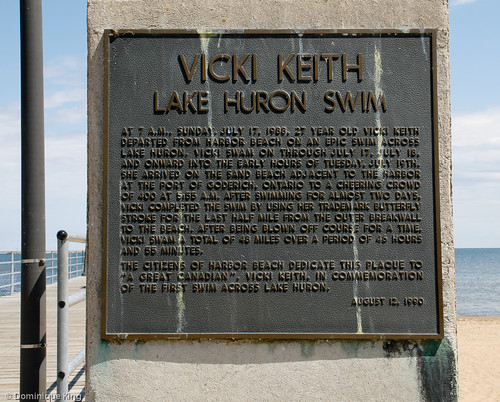 VICKI KEITH
LAKE HURON SWIM
AT 7 A.M., SUNDAY, JULY 17, 1988, 27 YEAR OLD VICKI KEITH
DEPARTED FROM HARBOR BEACH ON AN EPIC SWIM ACROSS
LAKE HURON. VICKI SWAM ON THROUGH JULY 17, JULY 18,
AND ONWARD INTO THE EARLY HOURS OF TUESDAY, JULY 19TH.
SHE ARRIVED ON THE SAND BEACH ADJACENT TO THE HARBOR
AT THE PORT OF GODERICH, ONTARIO TO A CHEERING CROWD
OF 400 AT 5:55 A.M. AFTER SWIMMING FOR ALMOST TWO DAYS,
VICKI COMPLETED THE SWIM BY USING HER TRADEMARK BUTTERFLY
STROKE FOR THE LAST HALF MILE FROM THE OUTER BREAKWALL
TO THE BEACH. AFTER BEING BLOWN OFF COURSE FOR A TIME,
VICKI SWAM A TOTAL OF 48 MILES OVER A PERIOD OF 46 HOURS
AND 55 MINUTES.
THE CITIZENS OF HARBOR BEACH DEDICATE THIS PLAQUE TO
"A GREAT CANADIAN", VICKI KEITH, IN COMMEMORATION
OF THE FIRST SWIM ACROSS LAKE HURON.
AUGUST 12, 1990
© Dominique King